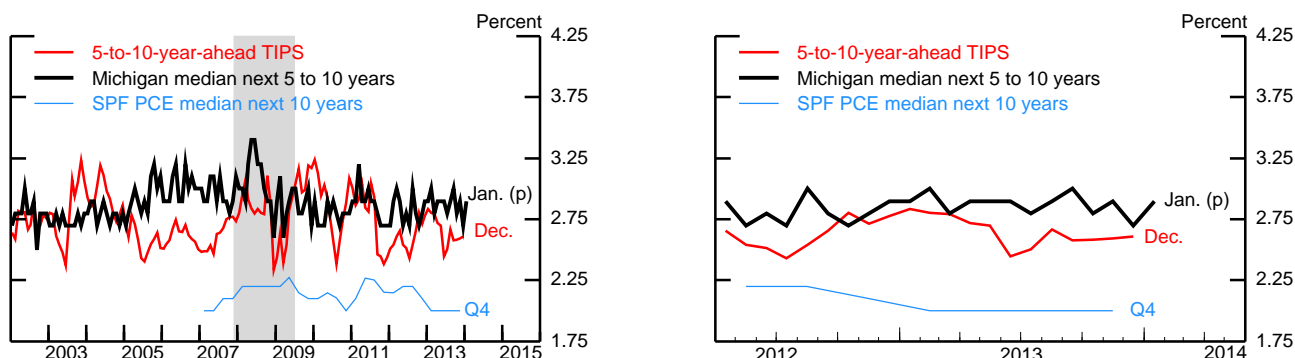 Percent
4.25
5-to-10-year-ahead TIPS
Michigan median next 5 to 10 years
3.75
SPF PCE median next 10 years
3.25
Jan. (p)
2.75
Dec.
2.25
Q4
1.75
2003 2005 2007 2009 2011 2013 2015
Percent
4.25
5-to-10-year-ahead TIPS
Michigan median next 5 to 10 years
3.75
SPF PCE median next 10 years
3.25
Jan. (p)
2.75
Dec.
2.25
Q4
1.75
2012 2013 2014